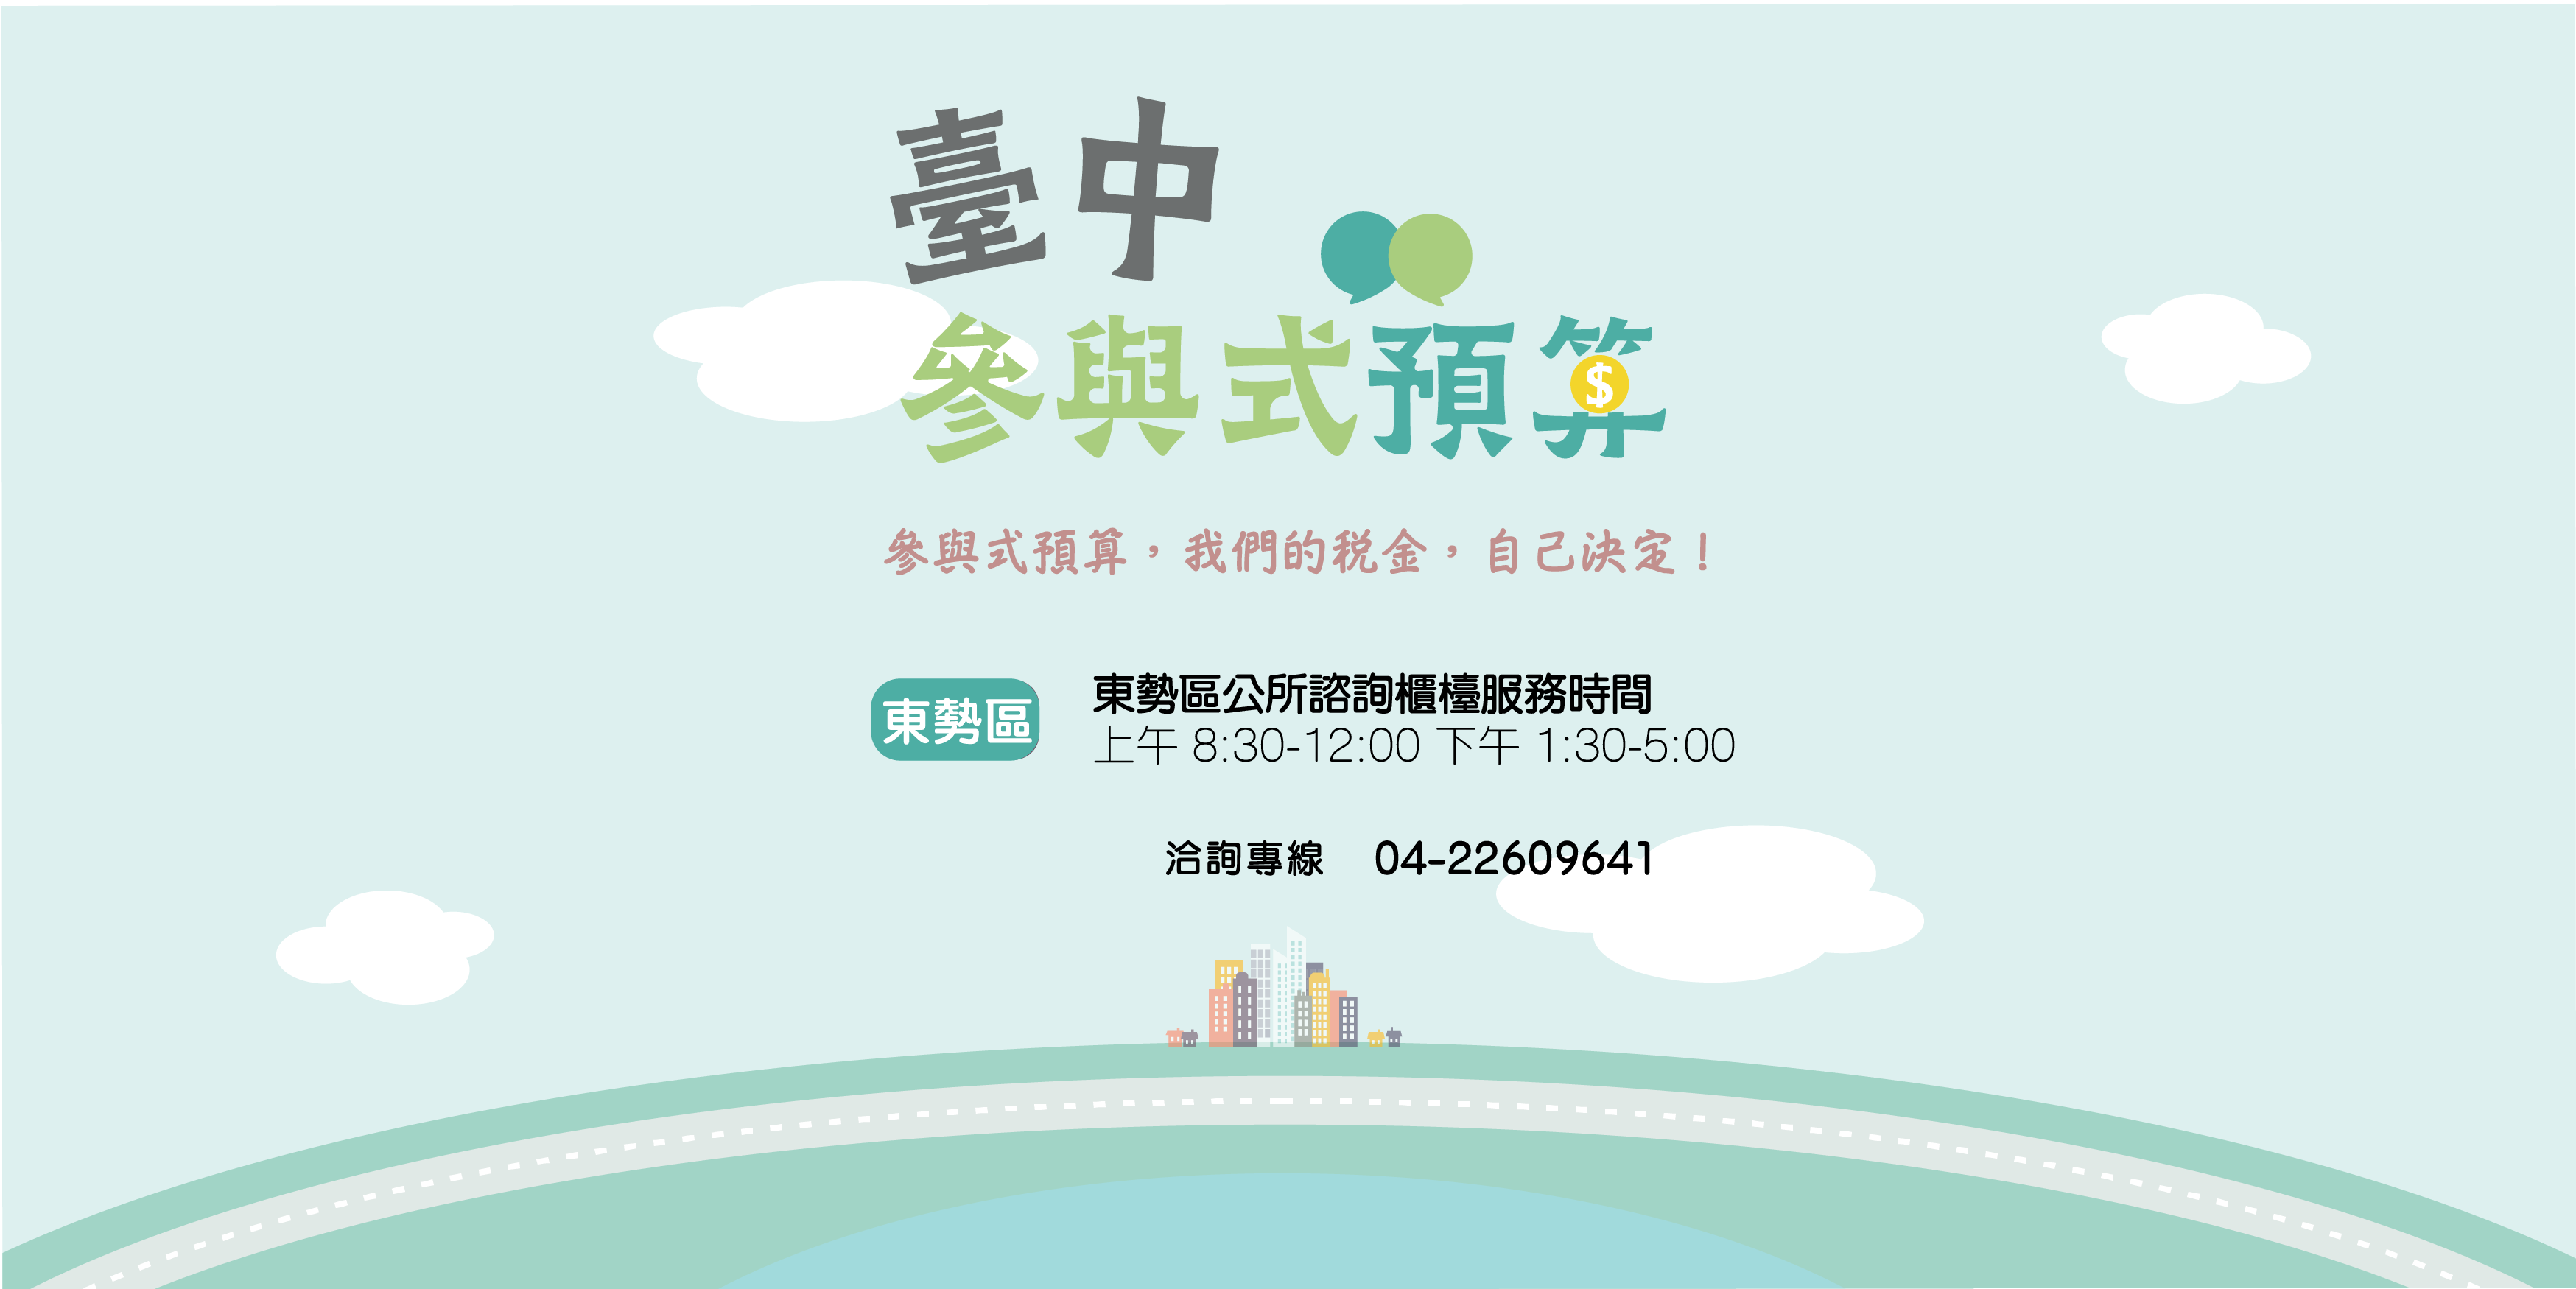 臺中
參與式預算
$
參與式預算，我們的税金，自己決定！
東勢區
東勢區公所諮詢櫃檯服務時間
上午 8:30-12:00 下午 1:30-5:00
洽詢專線 04-22609641